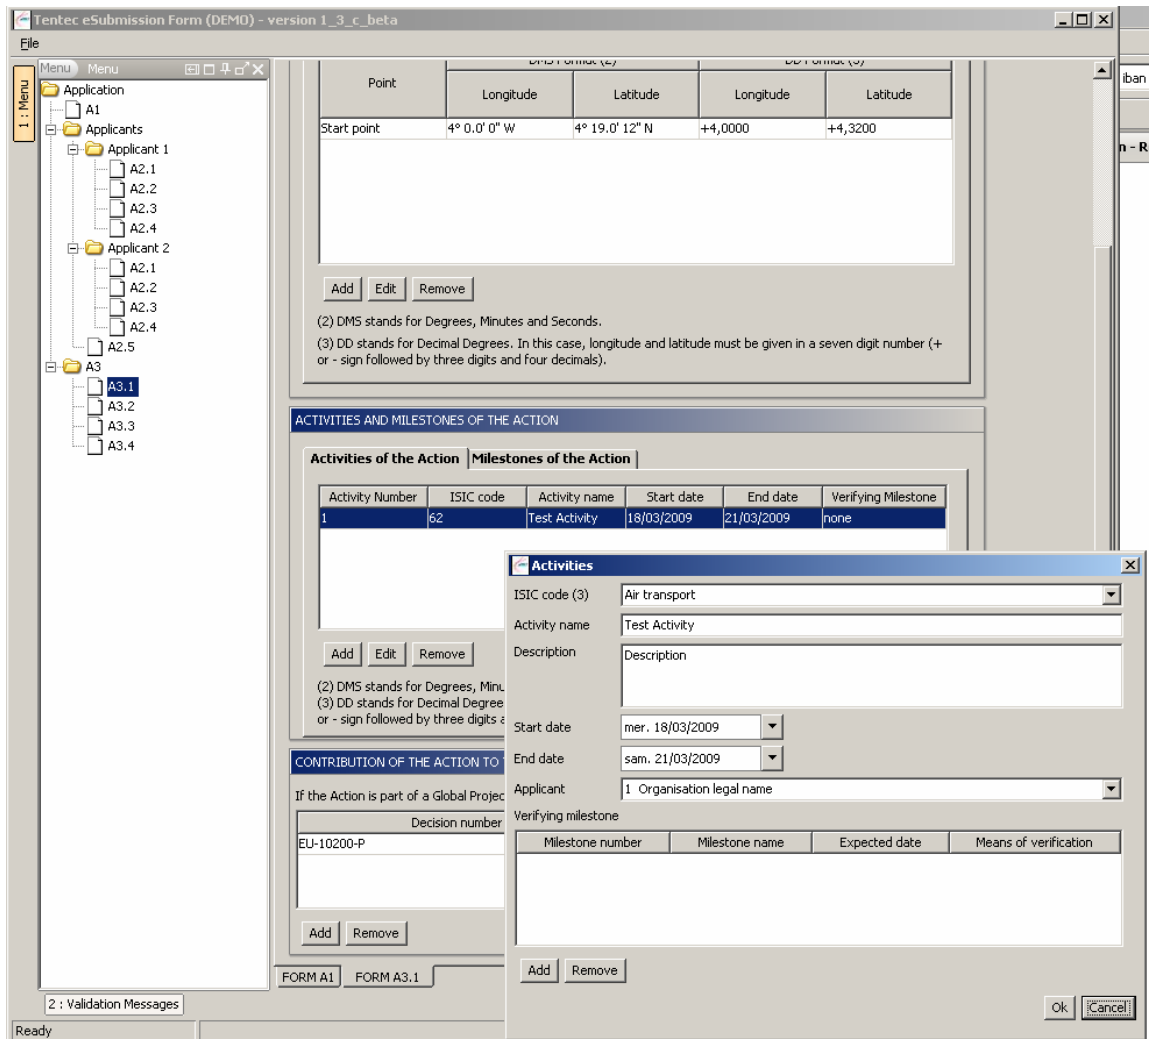 Tentec eSubmission Form (DEMO) - version 1_3_c_beta
File
1 : Menu
Menu Menu
Application
A1
Applicants
Applicant 1
A2.1
A2.2
A2.3
A2.4
Applicant 2
A2.1
A2.2
A2.3
A2.4
A2.5
A3
A3.1
A3.2
A3.3
A3.4
iban
n - R
DMS Format (2) DD Format (3)
Point Longitude Latitude Longitude Latitude
Start point 4° 0.0' 0" W 4° 19.0' 12" N +4,0000 +4,3200
Add Edit Remove
(2) DMS stands for Degrees, Minutes and Seconds.
(3) DD stands for Decimal Degrees. In this case, longitude and latitude must be given in a seven digit number (+
or - sign followed by three digits and four decimals).
ACTIVITIES AND MILESTONES OF THE ACTION
Activities of the Action Milestones of the Action
Activity Number ISIC code Activity name Start date End date Verifying Milestone
1 62 Test Activity 18/03/2009 21/03/2009 none
Add Edit Remove
(2) DMS stands for Degrees, Minu
(3) DD stands for Decimal Degree
or - sign followed by three digits a
CONTRIBUTION OF THE ACTION TO
If the Action is part of a Global Projec
Decision number
EU-10200-P
Add Remove
FORM A1 FORM A3.1
Activities
ISIC code (3) Air transport
Activity name Test Activity
Description Description
Start date mer. 18/03/2009
End date sam. 21/03/2009
Applicant 1 Organisation legal name
Verifying milestone
Milestone number Milestone name Expected date Means of verification
Add Remove
Ok Cancel
2 : Validation Messages
Ready